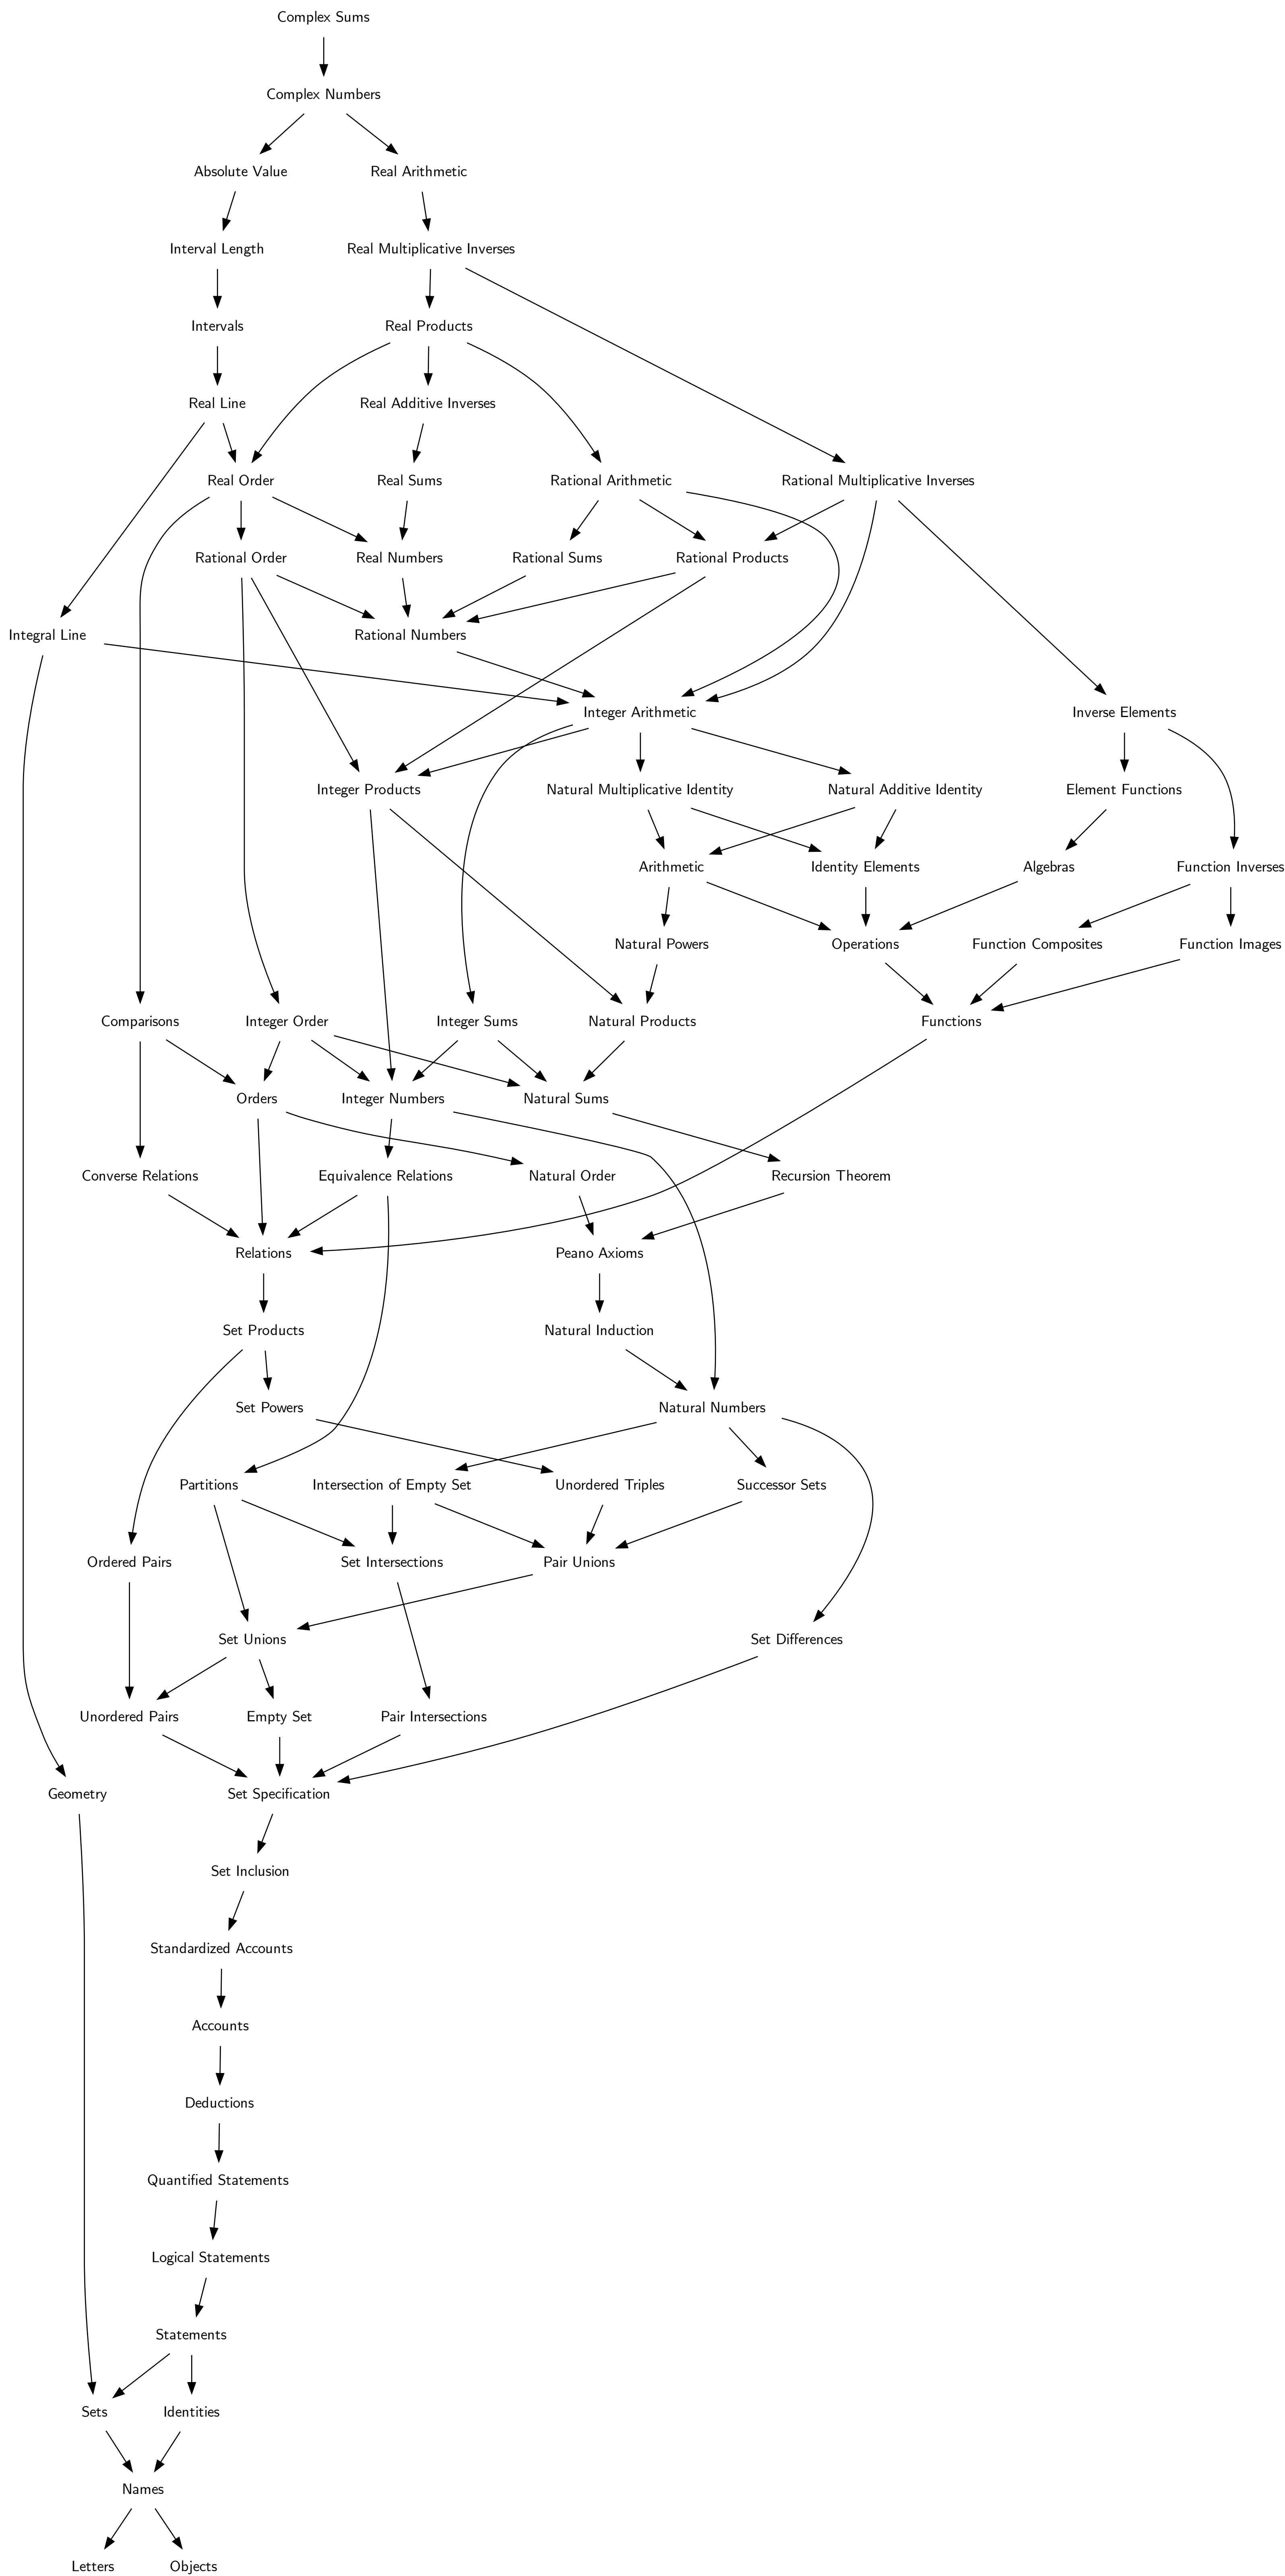 Complex Sums
Complex Numbers
Absolute Value
Real Arithmetic
Interval Length
Real Multiplicative Inverses
Intervals
Real Products
Real Line
Real Additive Inverses
Real Order
Real Sums
Rational Arithmetic
Rational Multiplicative Inverses
Rational Order
Real Numbers
Rational Sums
Rational Products
Integral Line
Rational Numbers
Integer Arithmetic
Inverse Elements
Integer Products
Natural Multiplicative Identity
Natural Additive Identity
Element Functions
Arithmetic
Identity Elements
Algebras
Function Inverses
Natural Powers
Operations
Function Composites
Function Images
Comparisons
Integer Order
Integer Sums
Natural Products
Functions
Orders
Integer Numbers
Natural Sums
Converse Relations
Equivalence Relations
Natural Order
Recursion Theorem
Relations
Peano Axioms
Set Products
Natural Induction
Set Powers
Natural Numbers
Partitions
Intersection of Empty Set
Unordered Triples
Successor Sets
Ordered Pairs
Set Intersections
Pair Unions
Set Unions
Set Differences
Unordered Pairs
Empty Set
Pair Intersections
Geometry
Set Specification
Set Inclusion
Standardized Accounts
Accounts
Deductions
Quantified Statements
Logical Statements
Statements
Sets
Identities
Names
Letters
Objects